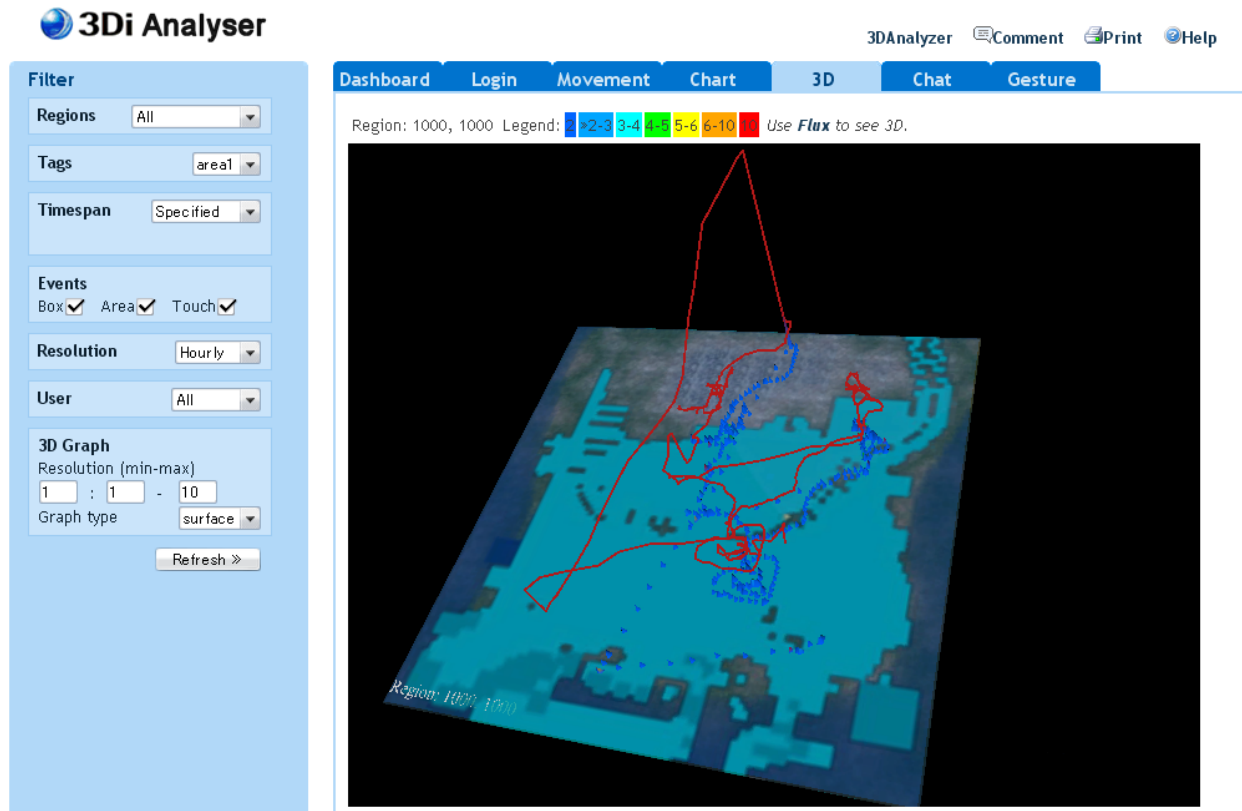 3Di Analyser
3DAnalyzer Comment Print Help
Filter
Regions All
Tags area1
Timespan Specified
Events
Box Area Touch
Resolution Hourly
User All
3D Graph
Resolution (min-max)
1 : 1 - 10
Graph type surface
Refresh »
Dashboard Login Movement Chart 3D Chat Gesture
Region: 1000, 1000 Legend: 2 »2-3 3-4 4-5 5-6 6-10 10 Use Flux to see 3D.
Region: 1000, 1000